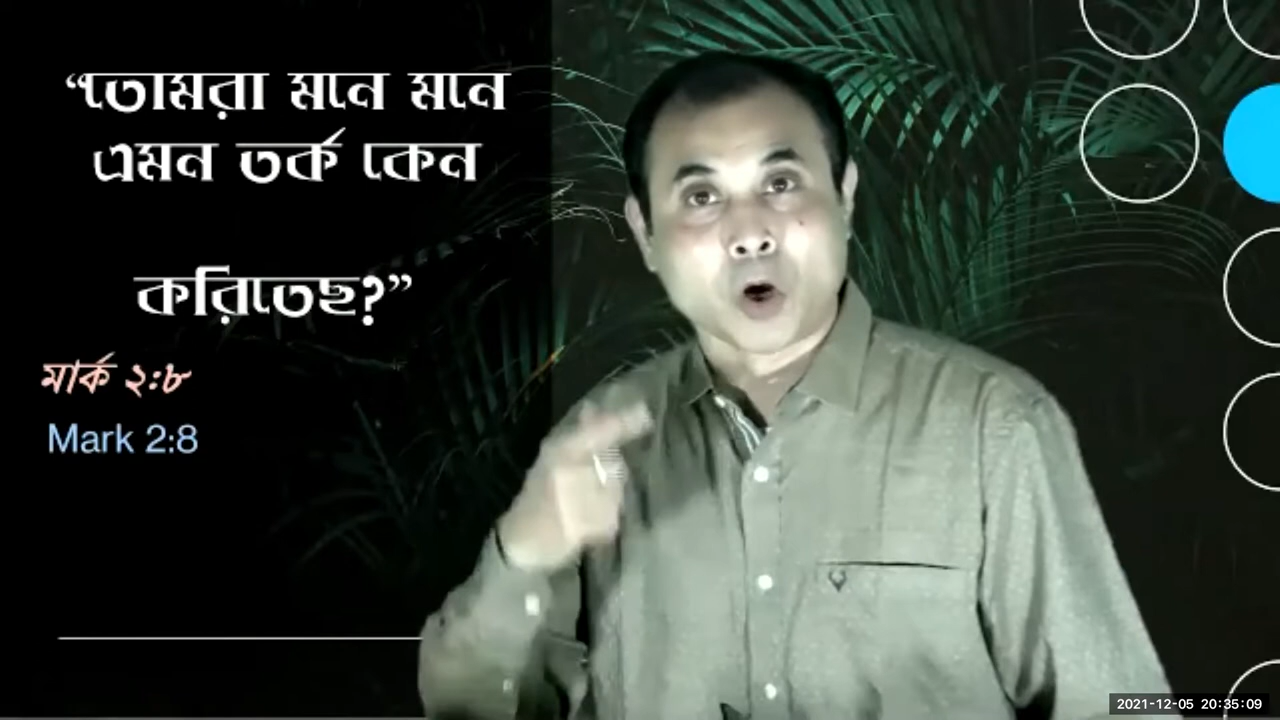 “তোমরা মনে মনে
এমন তর্ক কেন
করিতেছ?”
মার্ক ২:৮
Mark 2:8
2021-12-05 20:35:09